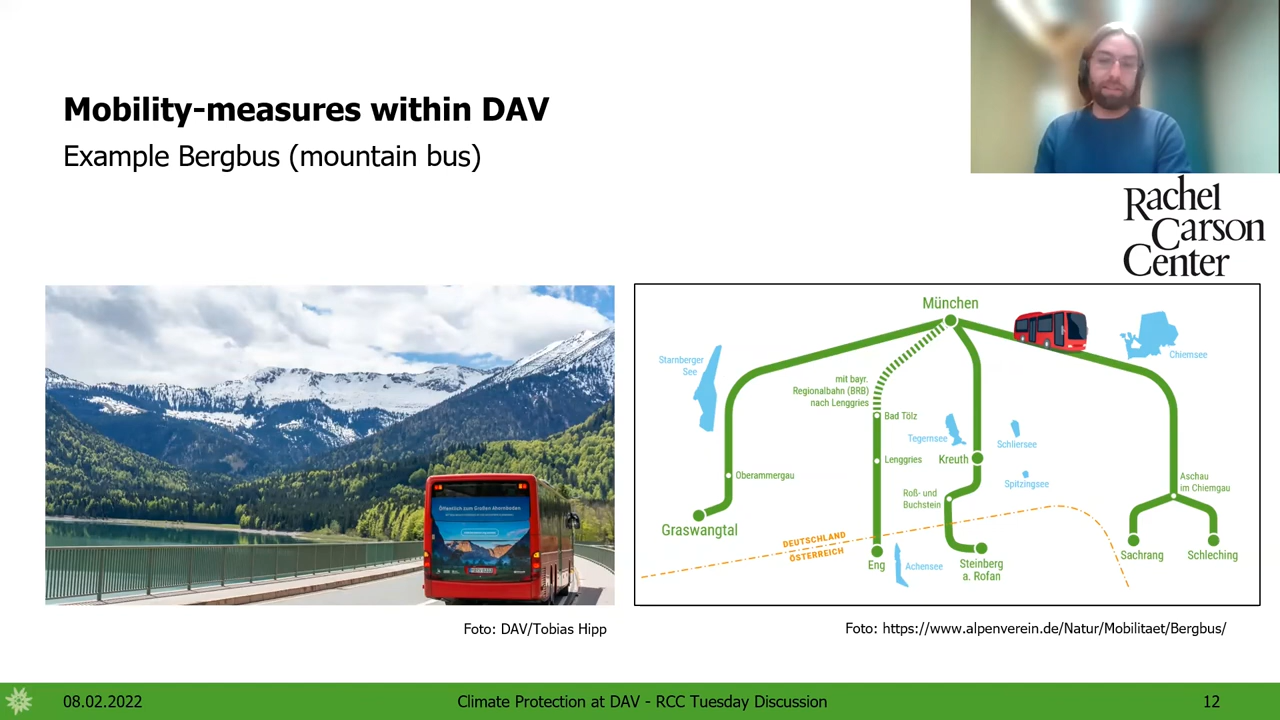 Mobility-measures within DAV
Example Bergbus (mountain bus)
Rachel
Carson
Center
Öffentlich zum Großen Ahornboden
München
Starnberger
See
Chiemsee
mit bayr.
Regionalbahn (BRB)
nach Lenggries
Bad Tölz
Tegernsee
Schliersee
Lenggries
Kreuth
Oberammergau
Spitzingsee
Aschau
im Chiemgau
Roß- und
Buchstein
Graswangtal
DEUTSCHLAND
ÖSTERREICH
Eng
Achensee
Steinberg
a. Rofan
Sachrang
Schleching
Foto: DAV/Tobias Hipp
Foto: https://www.alpenverein.de/Natur/Mobilitaet/Bergbus/
08.02.2022
Climate Protection at DAV - RCC Tuesday Discussion
12